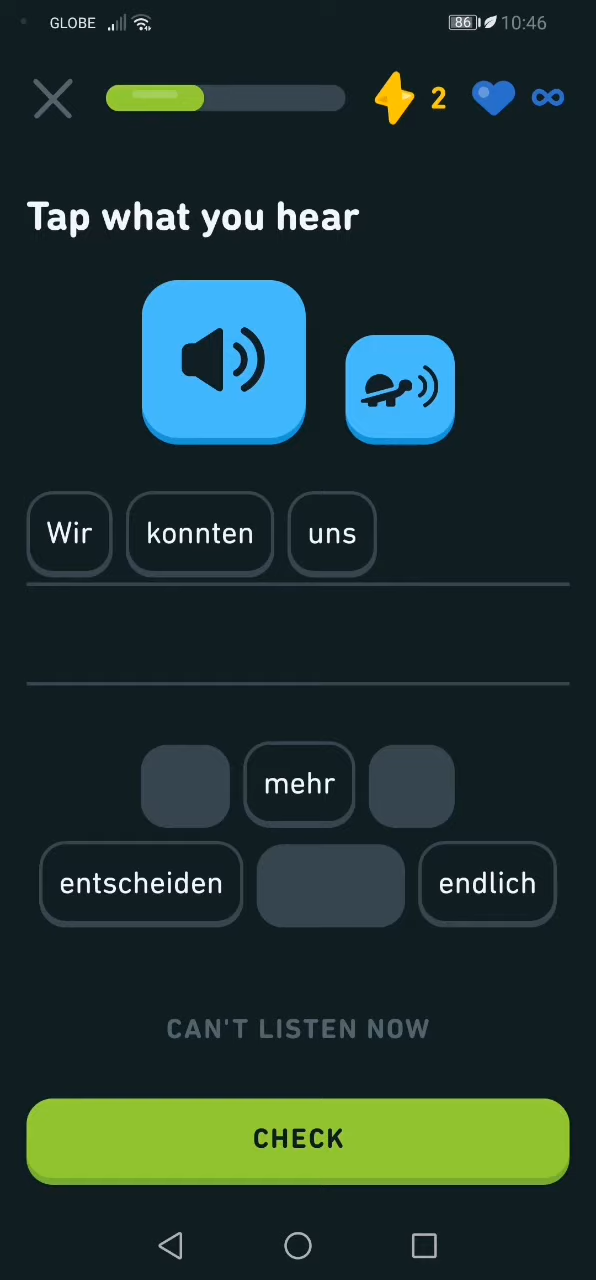 GLOBE 86 10:46
2 ∞
Tap what you hear
Wir konnten uns
mehr
entscheiden endlich
CAN'T LISTEN NOW
CHECK